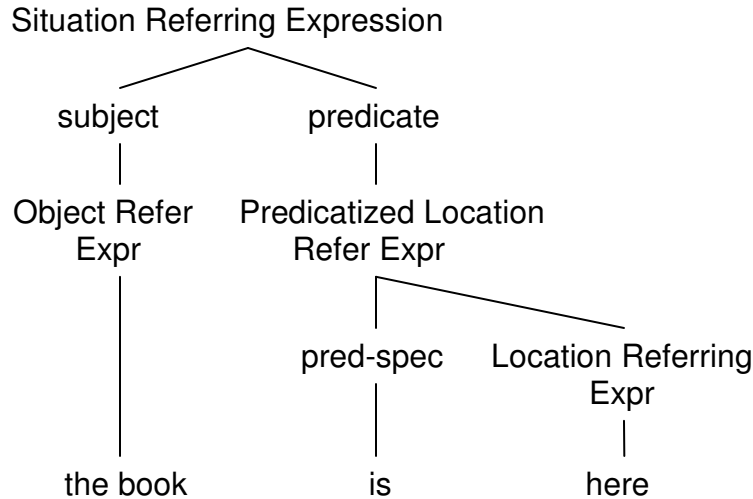 Situation Referring Expression
subject predicate
Object Refer
Expr
Predicatized Location
Refer Expr
pred-spec
Location Referring
Expr
the book is here